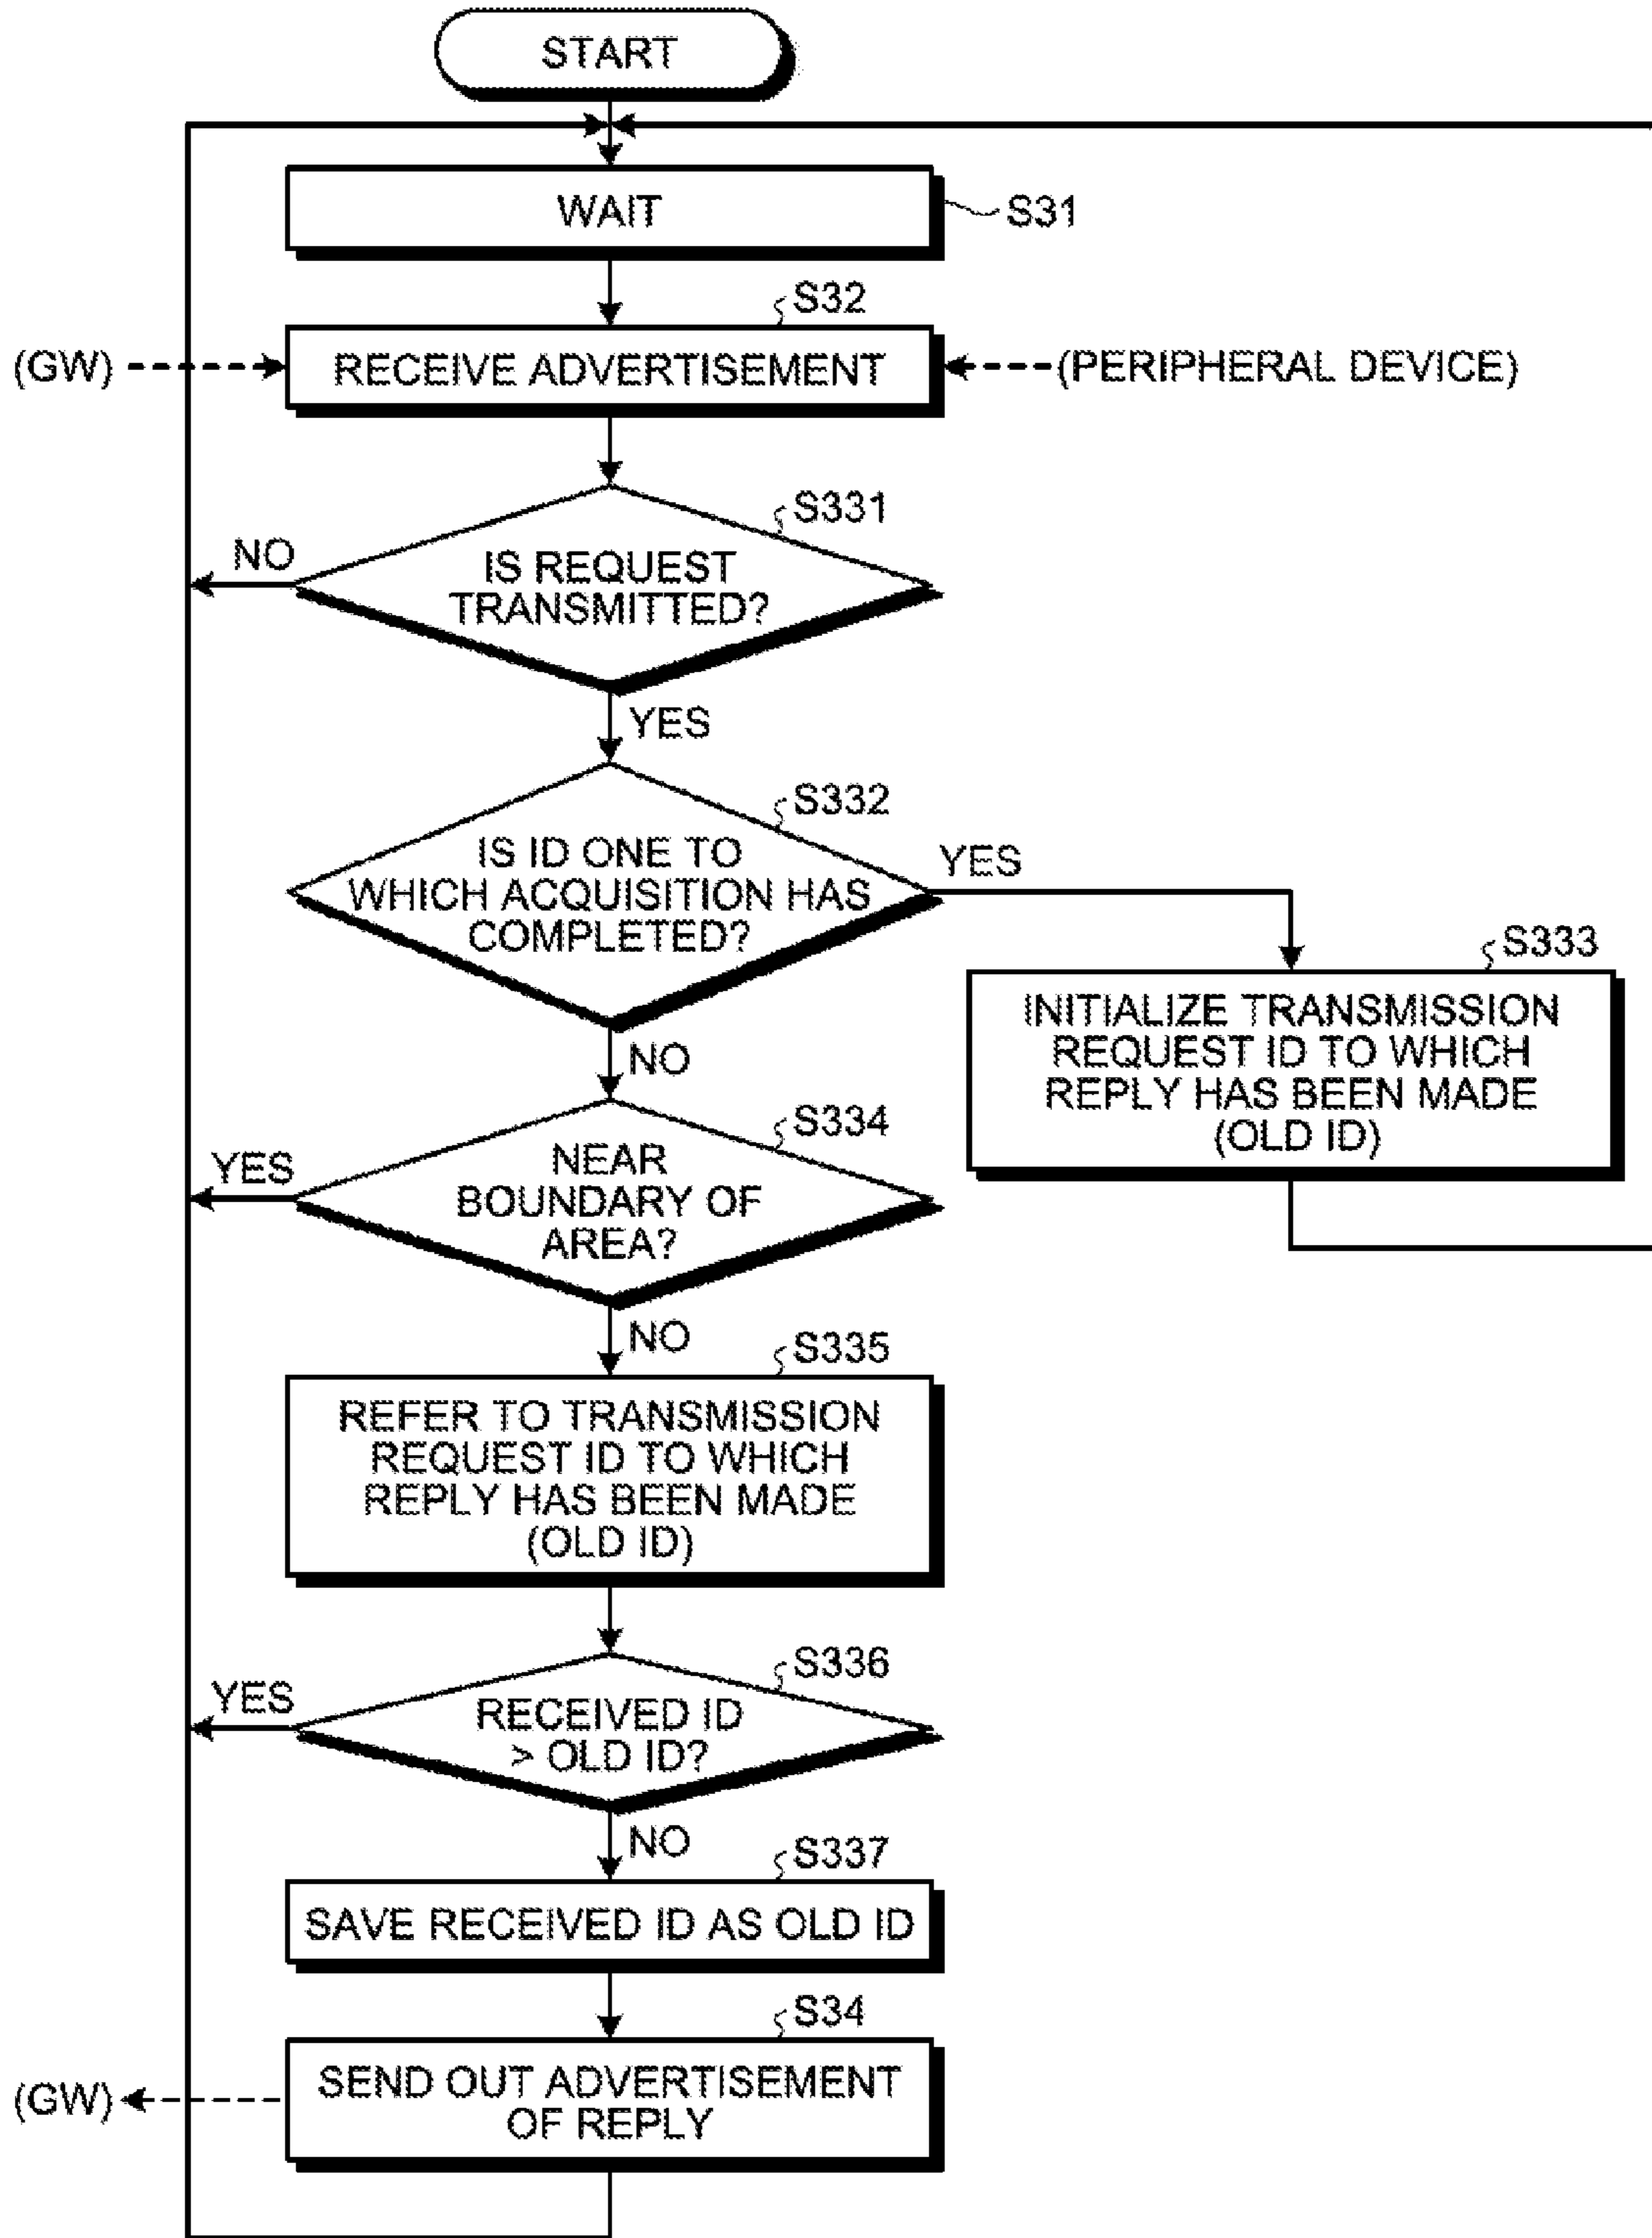 START
WAIT
S31
S32
(GW)
RECEIVE ADVERTISEMENT
(PERIPHERAL DEVICE)
S331
NO
IS REQUEST
TRANSMITTED?
YES
S332
IS ID ONE TO
WHICH ACQUISITION HAS
COMPLETED?
YES
S333
INITIALIZE TRANSMISSION
REQUEST ID TO WHICH
REPLY HAS BEEN MADE
(OLD ID)
NO
S334
YES
NEAR
BOUNDARY OF
AREA?
NO
S335
REFER TO TRANSMISSION
REQUEST ID TO WHICH
REPLY HAS BEEN MADE
(OLD ID)
S336
YES
RECEIVED ID
> OLD ID?
NO
S337
SAVE RECEIVED ID AS OLD ID
S34
(GW)
SEND OUT ADVERTISEMENT
OF REPLY